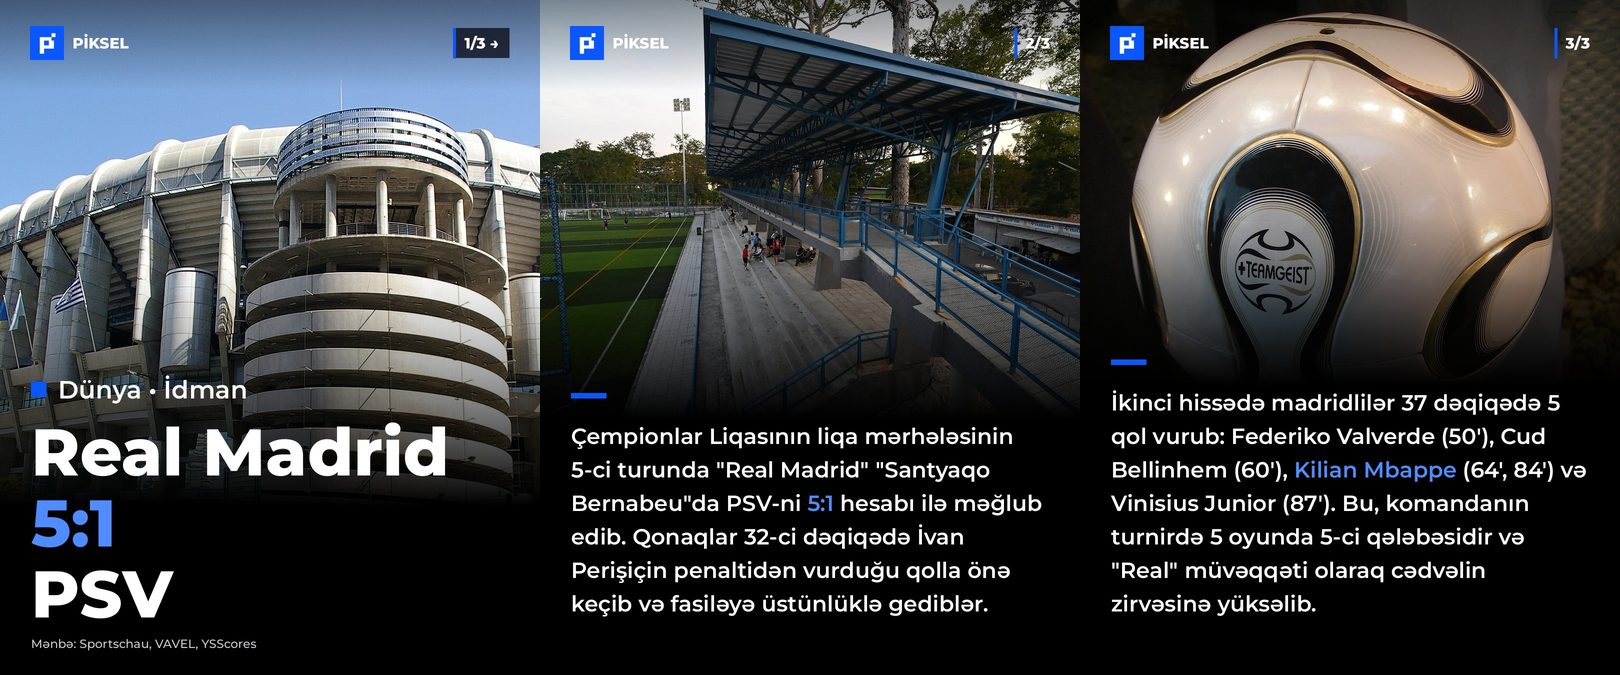 PİKSEL
1/3 →
Dünya • İdman
Real Madrid
5:1
PSV
Mənbə: Sportschau, VAVEL, YSScores
PİKSEL
2/3
Çempionlar Liqasının liqa mərhələsinin
5-ci turunda "Real Madrid" "Santyaqo
Bernabeu"da PSV-ni 5:1 hesabı ilə məğlub
edib. Qonaqlar 32-ci dəqiqədə İvan
Perişiçin penaltidən vurduğu qolla önə
keçib və fasiləyə üstünlüklə gediblər.
PİKSEL
3/3
+TEAMGEIST
İkinci hissədə madridlilər 37 dəqiqədə 5
qol vurub: Federiko Valverde (50'), Cud
Bellinhem (60'), Kilian Mbappe (64', 84') və
Vinisius Junior (87'). Bu, komandanın
turnirdə 5 oyunda 5-ci qələbəsidir və
"Real" müvəqqəti olaraq cədvəlin
zirvəsinə yüksəlib.